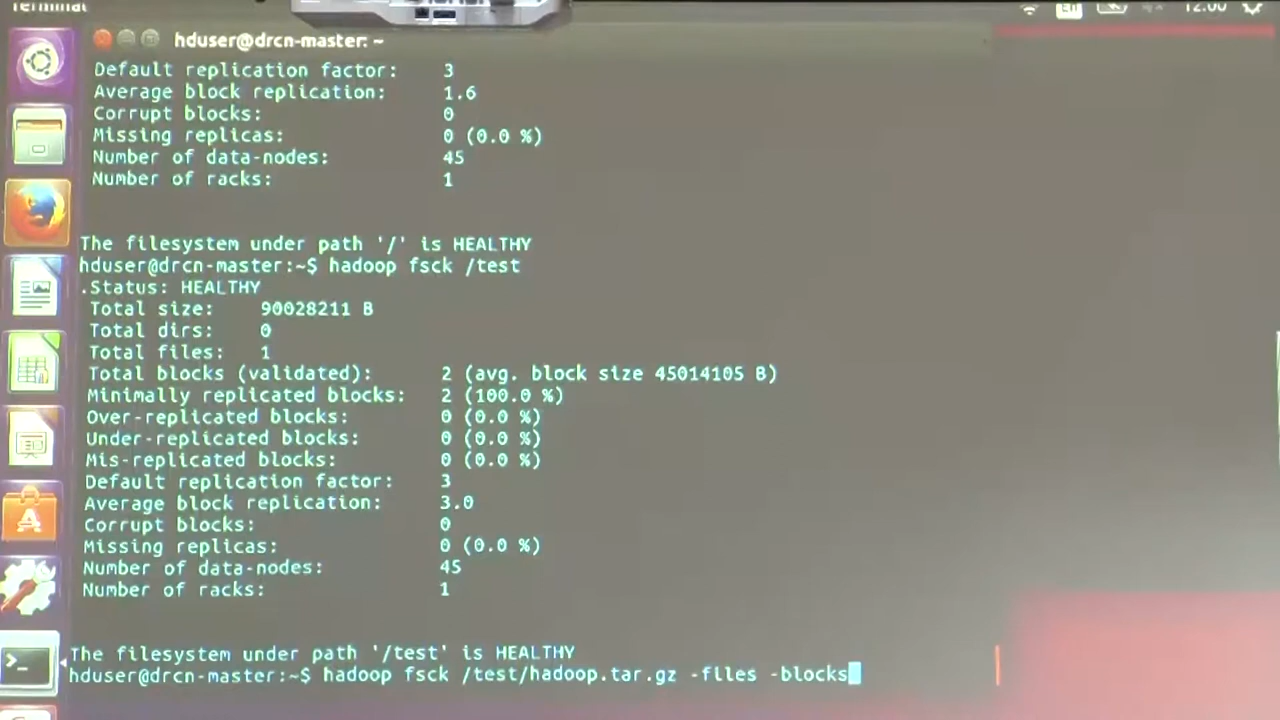 Terminal
En
12:00
hduser@drcn-master: ~
Default replication factor: 3
Average block replication: 1.6
Corrupt blocks: 0
Missing replicas: 0 (0.0 %)
Number of data-nodes: 45
Number of racks: 1
The filesystem under path '/' is HEALTHY
hduser@drcn-master:~$ hadoop fsck /test
.Status: HEALTHY
Total size: 90028211 B
Total dirs: 0
Total files: 1
Total blocks (validated): 2 (avg. block size 45014105 B)
Minimally replicated blocks: 2 (100.0 %)
Over-replicated blocks: 0 (0.0 %)
Under-replicated blocks: 0 (0.0 %)
Mis-replicated blocks: 0 (0.0 %)
Default replication factor: 3
Average block replication: 3.0
Corrupt blocks: 0
Missing replicas: 0 (0.0 %)
Number of data-nodes: 45
Number of racks: 1
The filesystem under path '/test' is HEALTHY
hduser@drcn-master:~$ hadoop fsck /test/hadoop.tar.gz -files -blocks